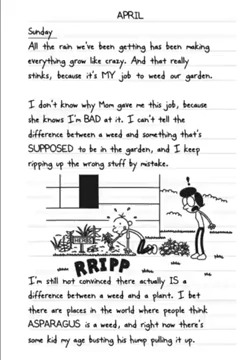 APRIL
Sunday
All the rain we've been getting has been making
everything grow like crazy. And that really
stinks, because it's MY job to weed our garden.
I don't know why Mom gave me this job, because
she knows I'm BAD at it. I can't tell the
difference between a weed and something that's
SUPPOSED to be in the garden, and I keep
ripping up the wrong stuff by mistake.
!
RRIPP
I'm still not convinced there actually IS a
difference between a weed and a plant. I bet
there are places in the world where people think
ASPARAGUS is a weed, and right now there's
some kid my age busting his hump pulling it up.